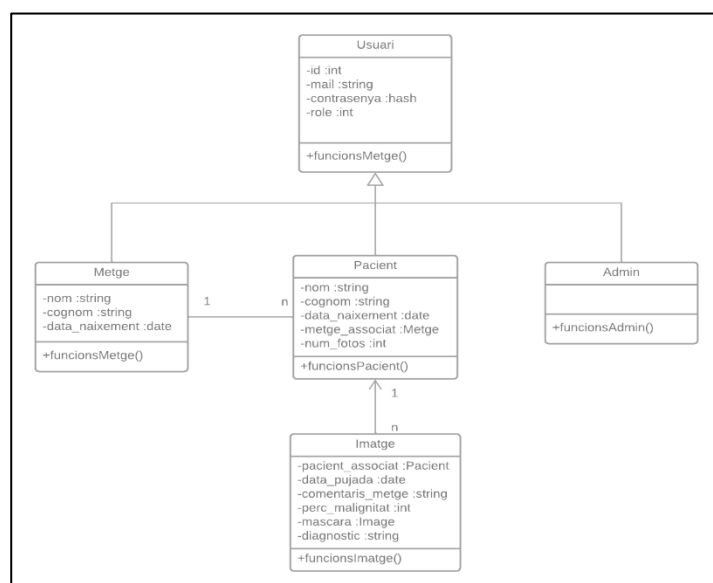 Usuari
-id :int
-mail :string
-contrasenya :hash
-role :int
+funcionsMetge()
Metge
-nom :string
-cognom :string
-data_naixement :date
+funcionsMetge()
1
n
Pacient
-nom :string
-cognom :string
-data_naixement :date
-metge_associat :Metge
-num_fotos :int
+funcionsPacient()
Admin
+funcionsAdmin()
1
n
Imatge
-pacient_associat :Pacient
-data_pujada :date
-comentaris_metge :string
-perc_malignitat :int
-mascara :Image
-diagnostic :string
+funcionsImatge()